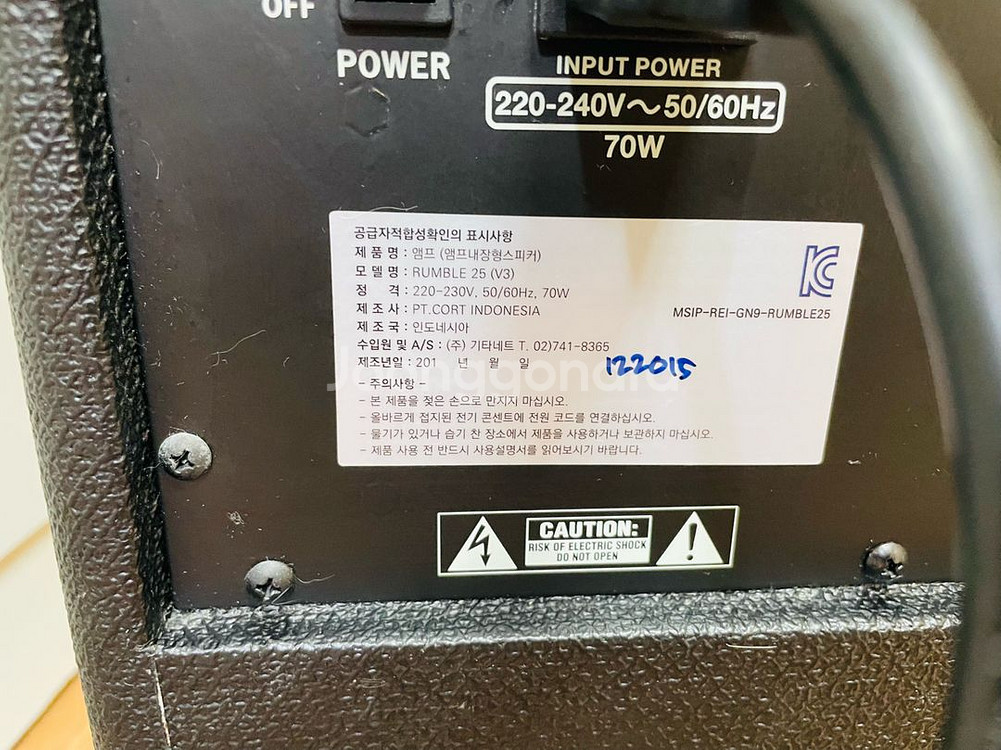 OFF
POWER
INPUT POWER
220-240V～50/60Hz
70W
공급자적합성확인의 표시사항
제 품 명 : 앰프 (앰프내장형스피커)
모 델 명 : RUMBLE 25 (V3)
정 격 : 220-230V, 50/60Hz, 70W
제 조 사 : PT.CORT INDONESIA
제 조 국 : 인도네시아
수입원 및 A/S : (주) 기타네트 T. 02)741-8365
제조년월 : 201 년 월 일
122015
KC
MSIP-REI-GN9-RUMBLE25
- 주의사항 -
- 본 제품을 젖은 손으로 만지지 마십시오.
- 올바르게 접지된 전기 콘센트에 전원 코드를 연결하십시오.
- 물기가 있거나 습기 찬 장소에서 제품을 사용하거나 보관하지 마십시오.
- 제품 사용 전 반드시 사용설명서를 읽어보시기 바랍니다.
CAUTION:
RISK OF ELECTRIC SHOCK
DO NOT OPEN